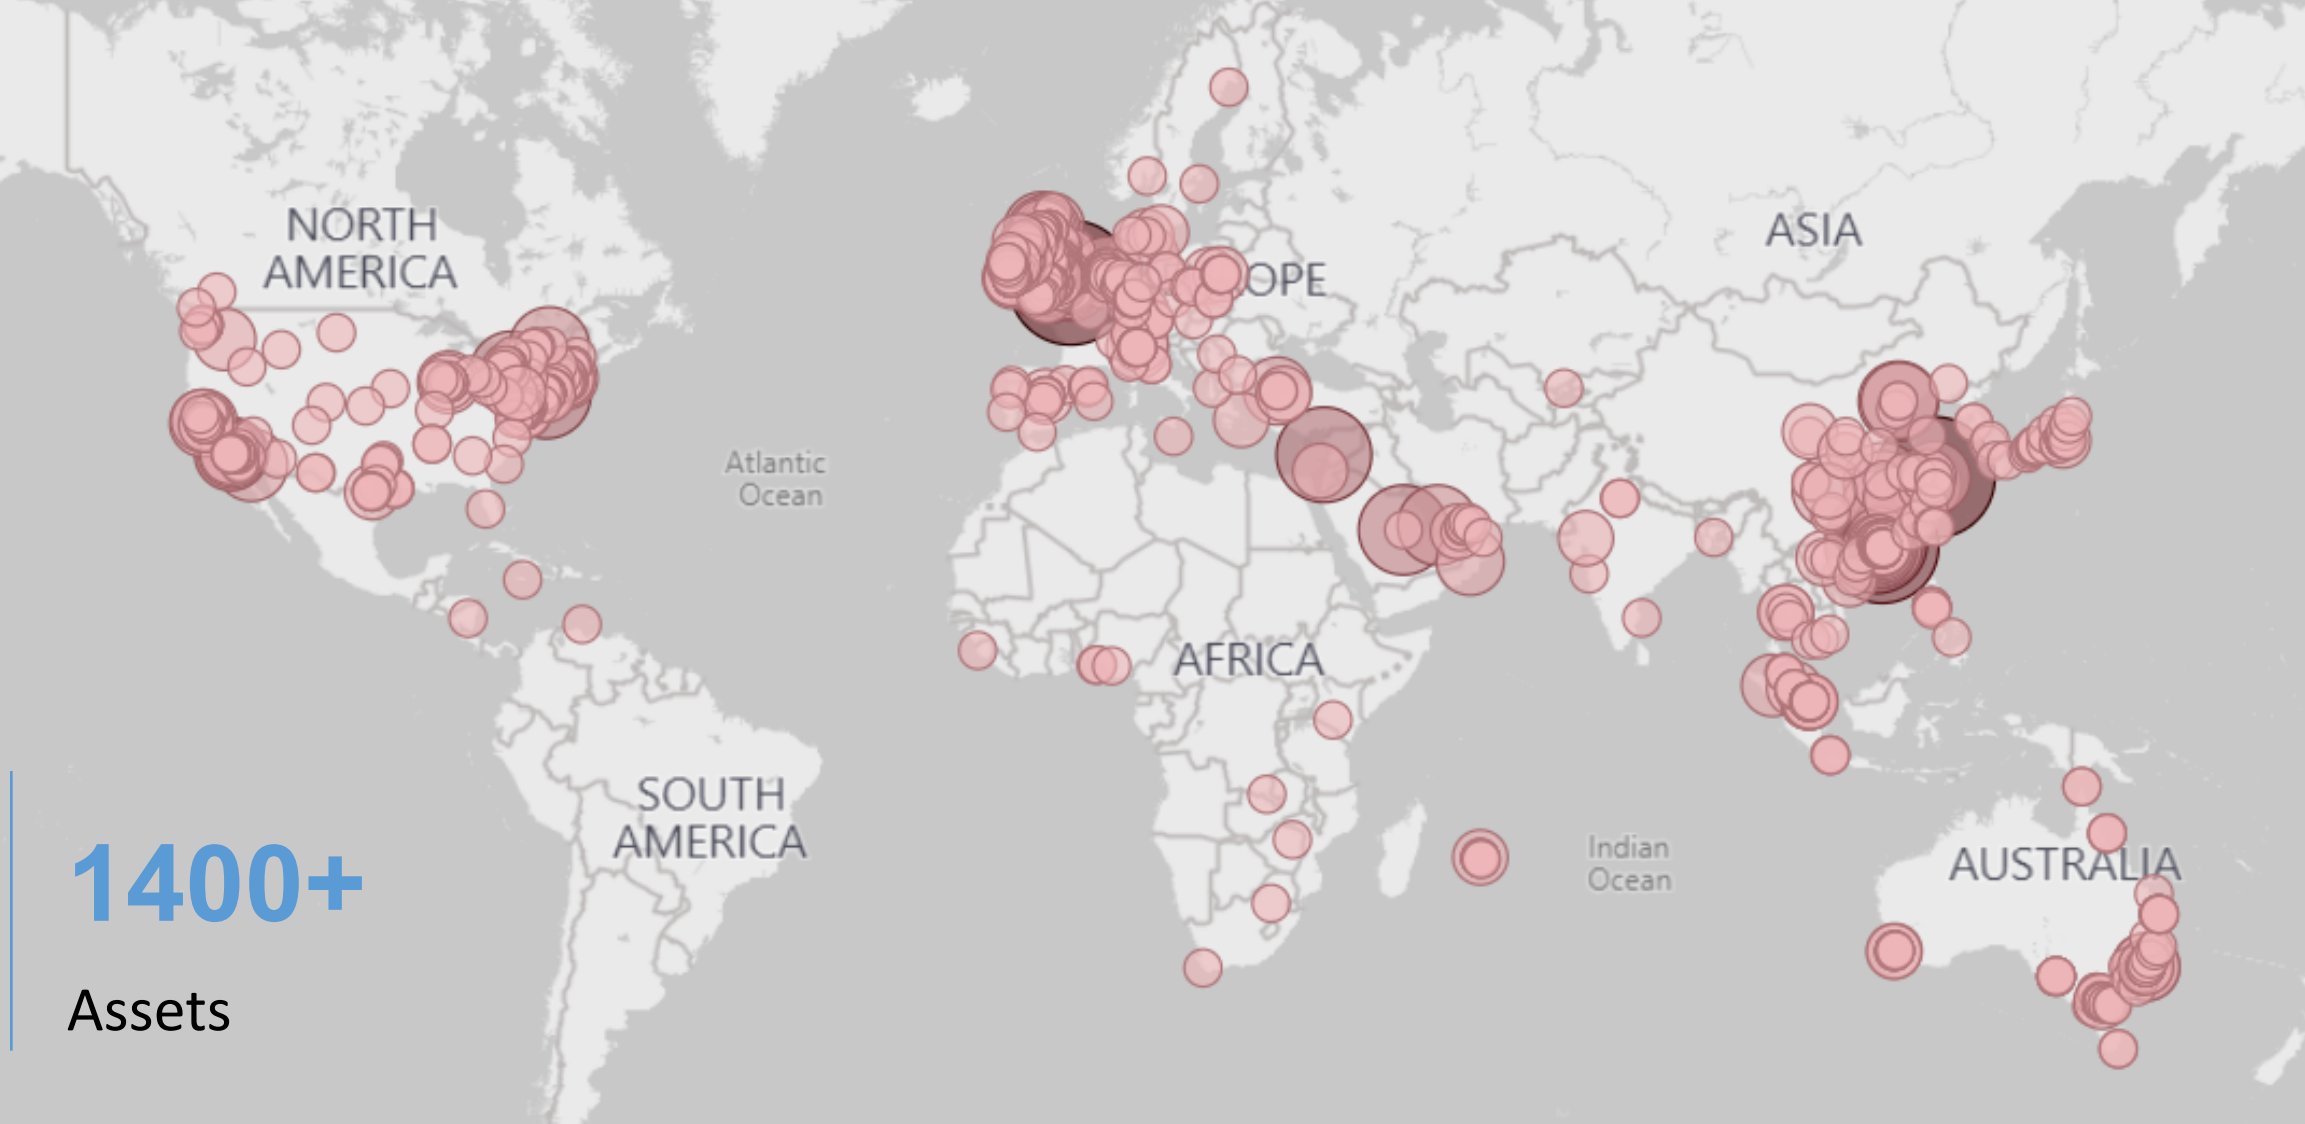 NORTH
AMERICA
ASIA
OPE
Atlantic
Ocean
AFRICA
SOUTH
AMERICA
Indian
Ocean
AUSTRALIA
1400+
Assets